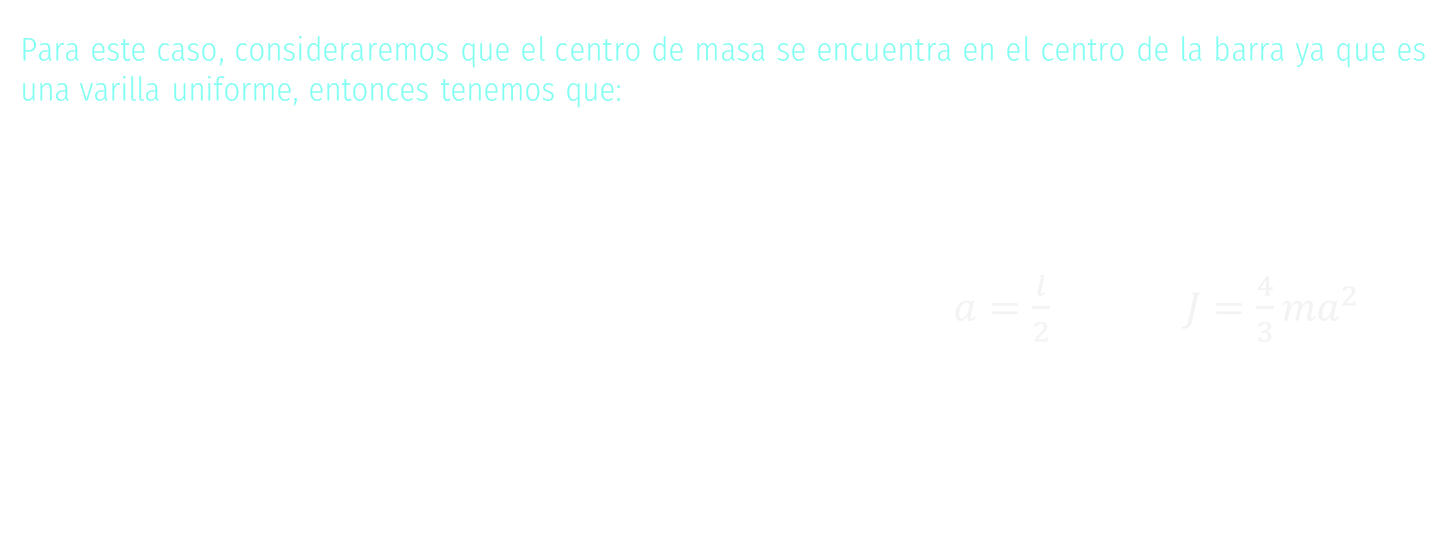 Para este caso, consideraremos que el centro de masa se encuentra en el centro de la barra ya que es
una varilla uniforme, entonces tenemos que:
a = l/2 J = 4/3 ma²